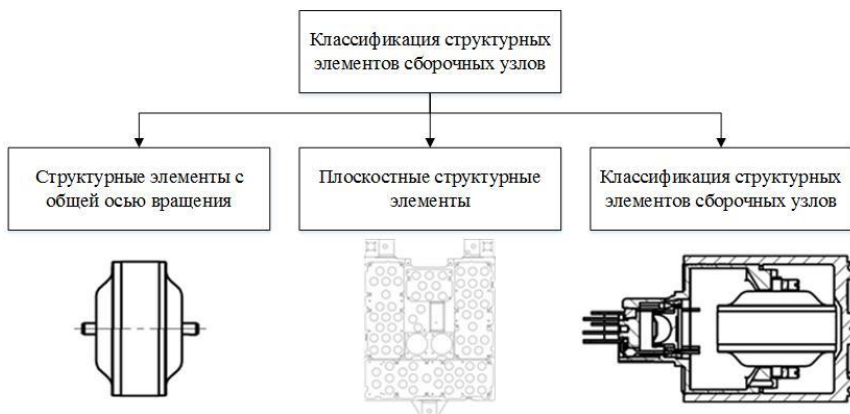 Классификация структурных
элементов сборочных узлов
Структурные элементы с
общей осью вращения
Плоскостные структурные
элементы
Классификация структурных
элементов сборочных узлов